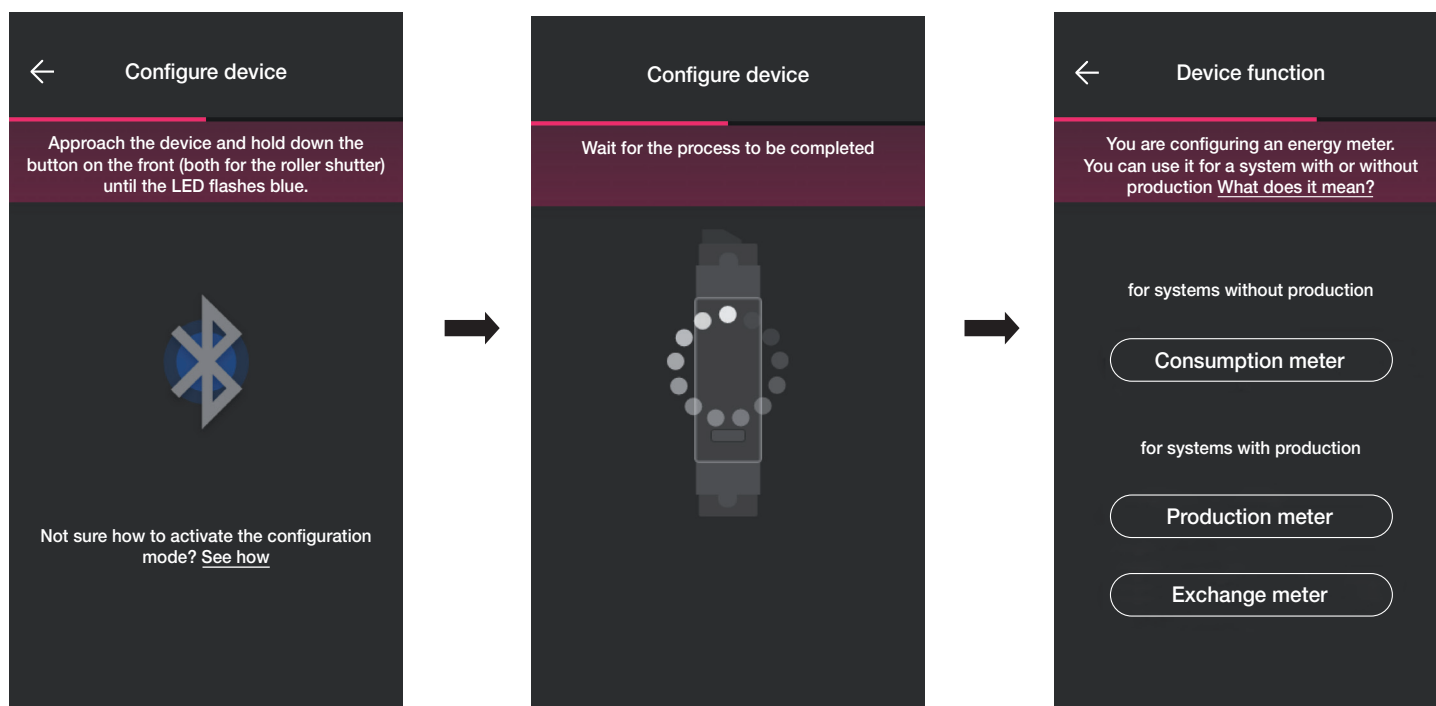 Configure device
Approach the device and hold down the
button on the front (both for the roller shutter)
until the LED flashes blue.
Not sure how to activate the configuration
mode? See how
Configure device
Wait for the process to be completed
Device function
You are configuring an energy meter.
You can use it for a system with or without
production What does it mean?
for systems without production
Consumption meter
for systems with production
Production meter
Exchange meter